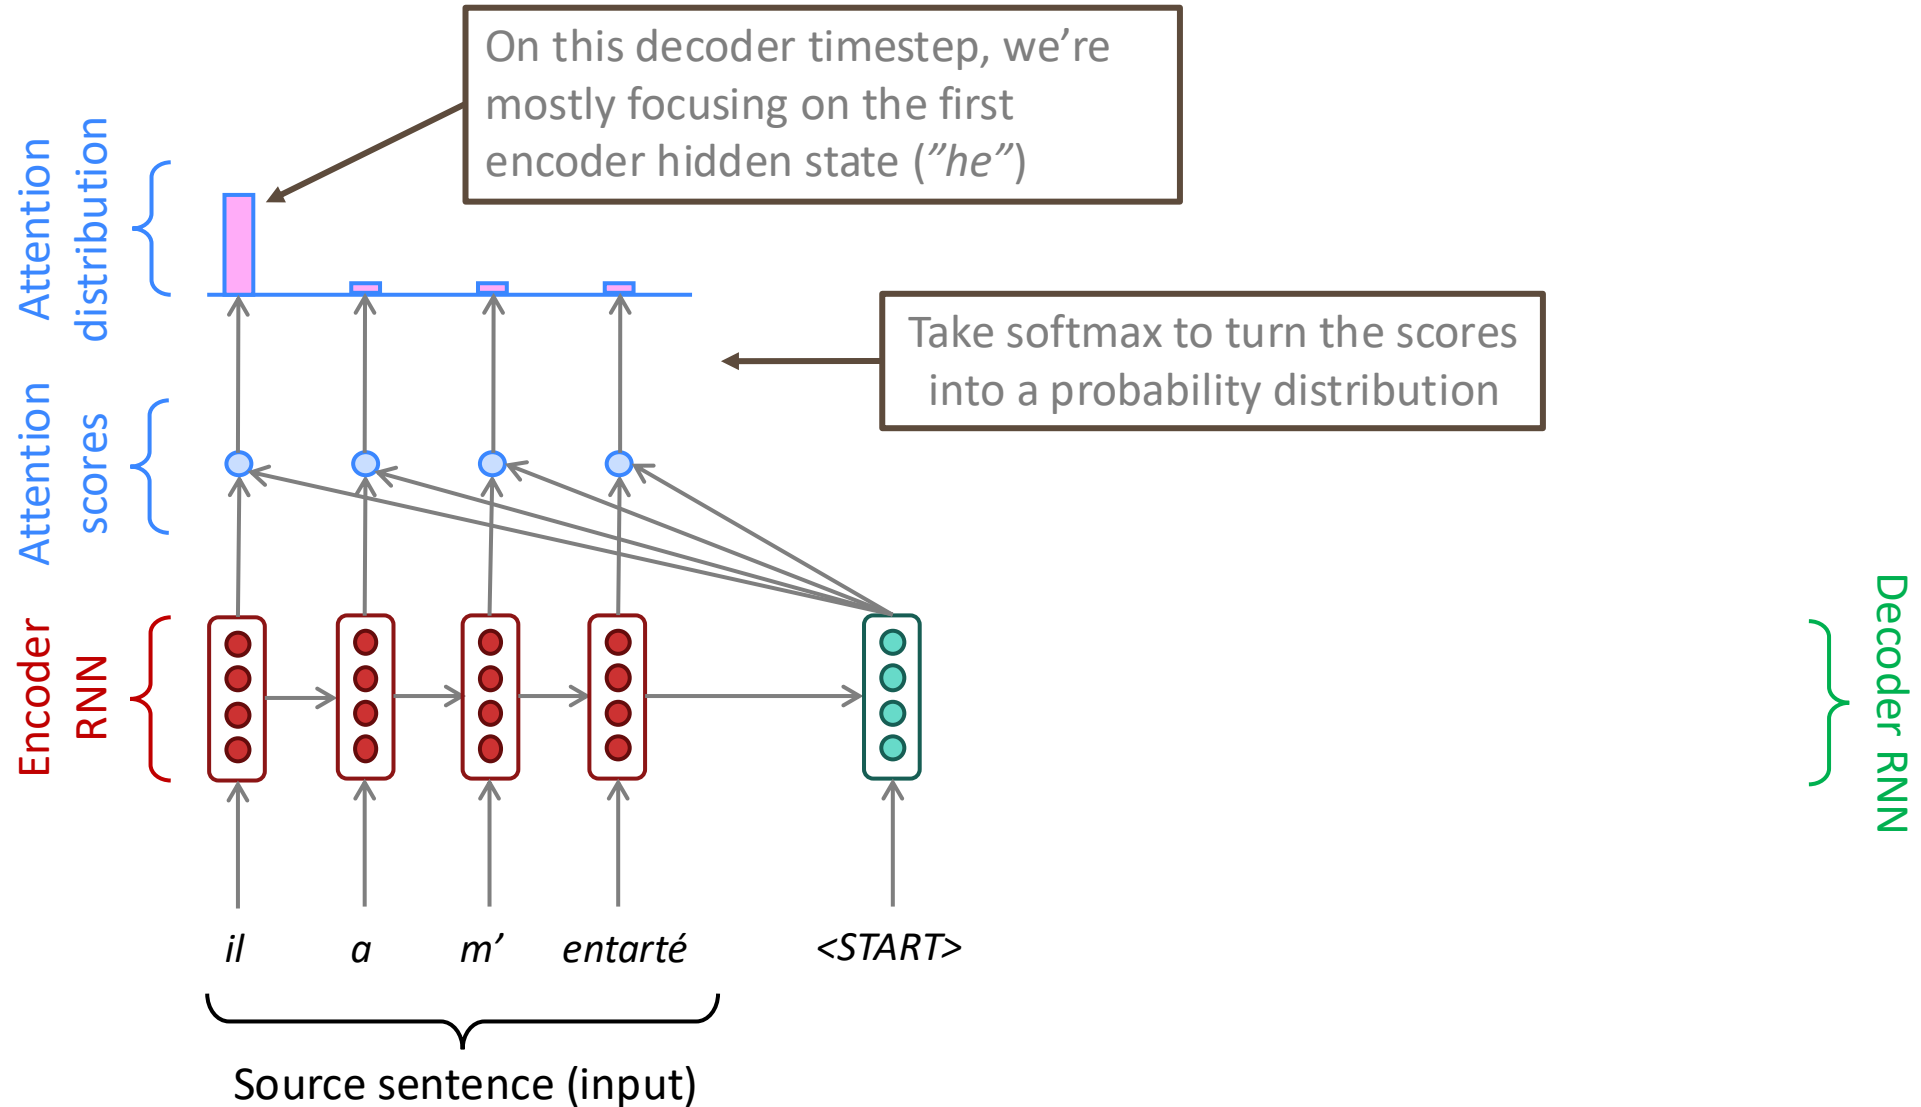 On this decoder timestep, we’re
mostly focusing on the first
encoder hidden state (”he”)
Attention
distribution
Take softmax to turn the scores
into a probability distribution
Attention
scores
Encoder
RNN
Decoder RNN
il a m’ entarté <START>
Source sentence (input)